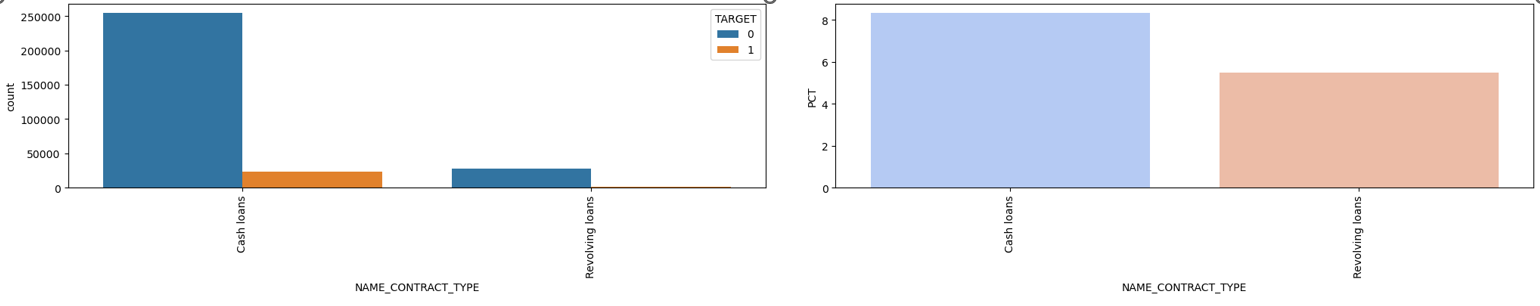 250000
200000
150000
100000
50000
0
count
TARGET
0
1
Cash loans
Revolving loans
NAME_CONTRACT_TYPE
8
6
4
2
0
PCT
Cash loans
Revolving loans
NAME_CONTRACT_TYPE